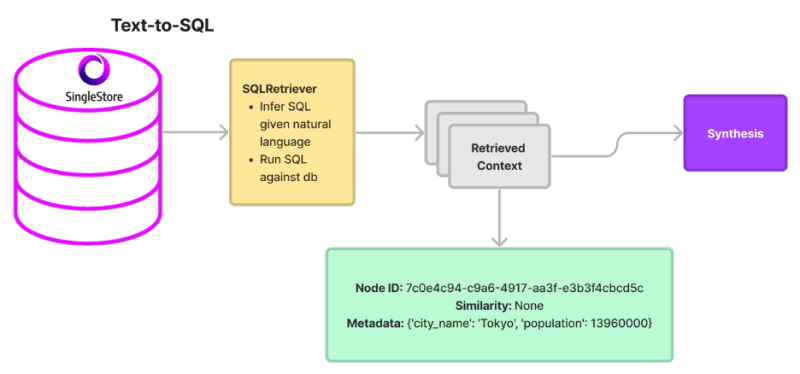 Text-to-SQL
SingleStore
SQLRetriever
• Infer SQL
given natural
language
• Run SQL
against db
Retrieved
Context
Synthesis
Node ID: 7c0e4c94-c9a6-4917-aa3f-e3b3f4cbcd5c
Similarity: None
Metadata: {'city_name': 'Tokyo', 'population': 13960000}